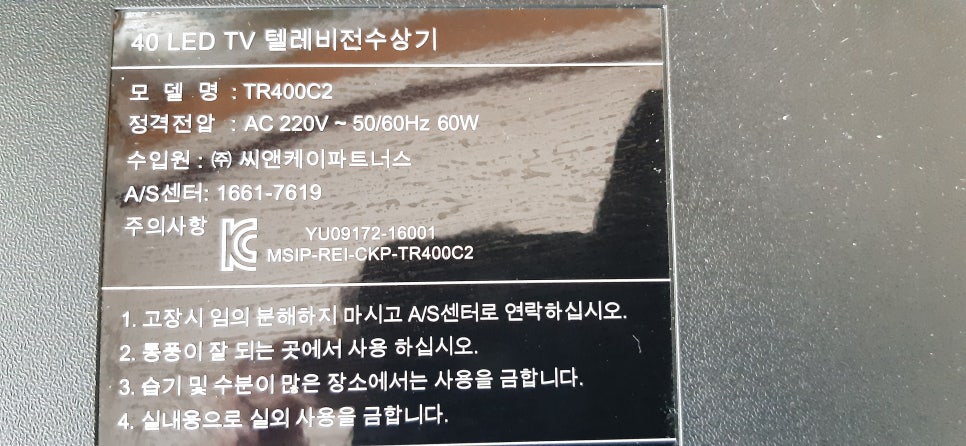 40 LED TV 텔레비전수상기
모 델 명 : TR400C2
정격전압 : AC 220V ~ 50/60Hz 60W
수입원 : ㈜ 씨앤케이파트너스
A/S센터: 1661-7619
주의사항
YU09172-16001
MSIP-REI-CKP-TR400C2
1. 고장시 임의 분해하지 마시고 A/S센터로 연락하십시오.
2. 통풍이 잘 되는 곳에서 사용 하십시오.
3. 습기 및 수분이 많은 장소에서는 사용을 금합니다.
4. 실내용으로 실외 사용을 금합니다.